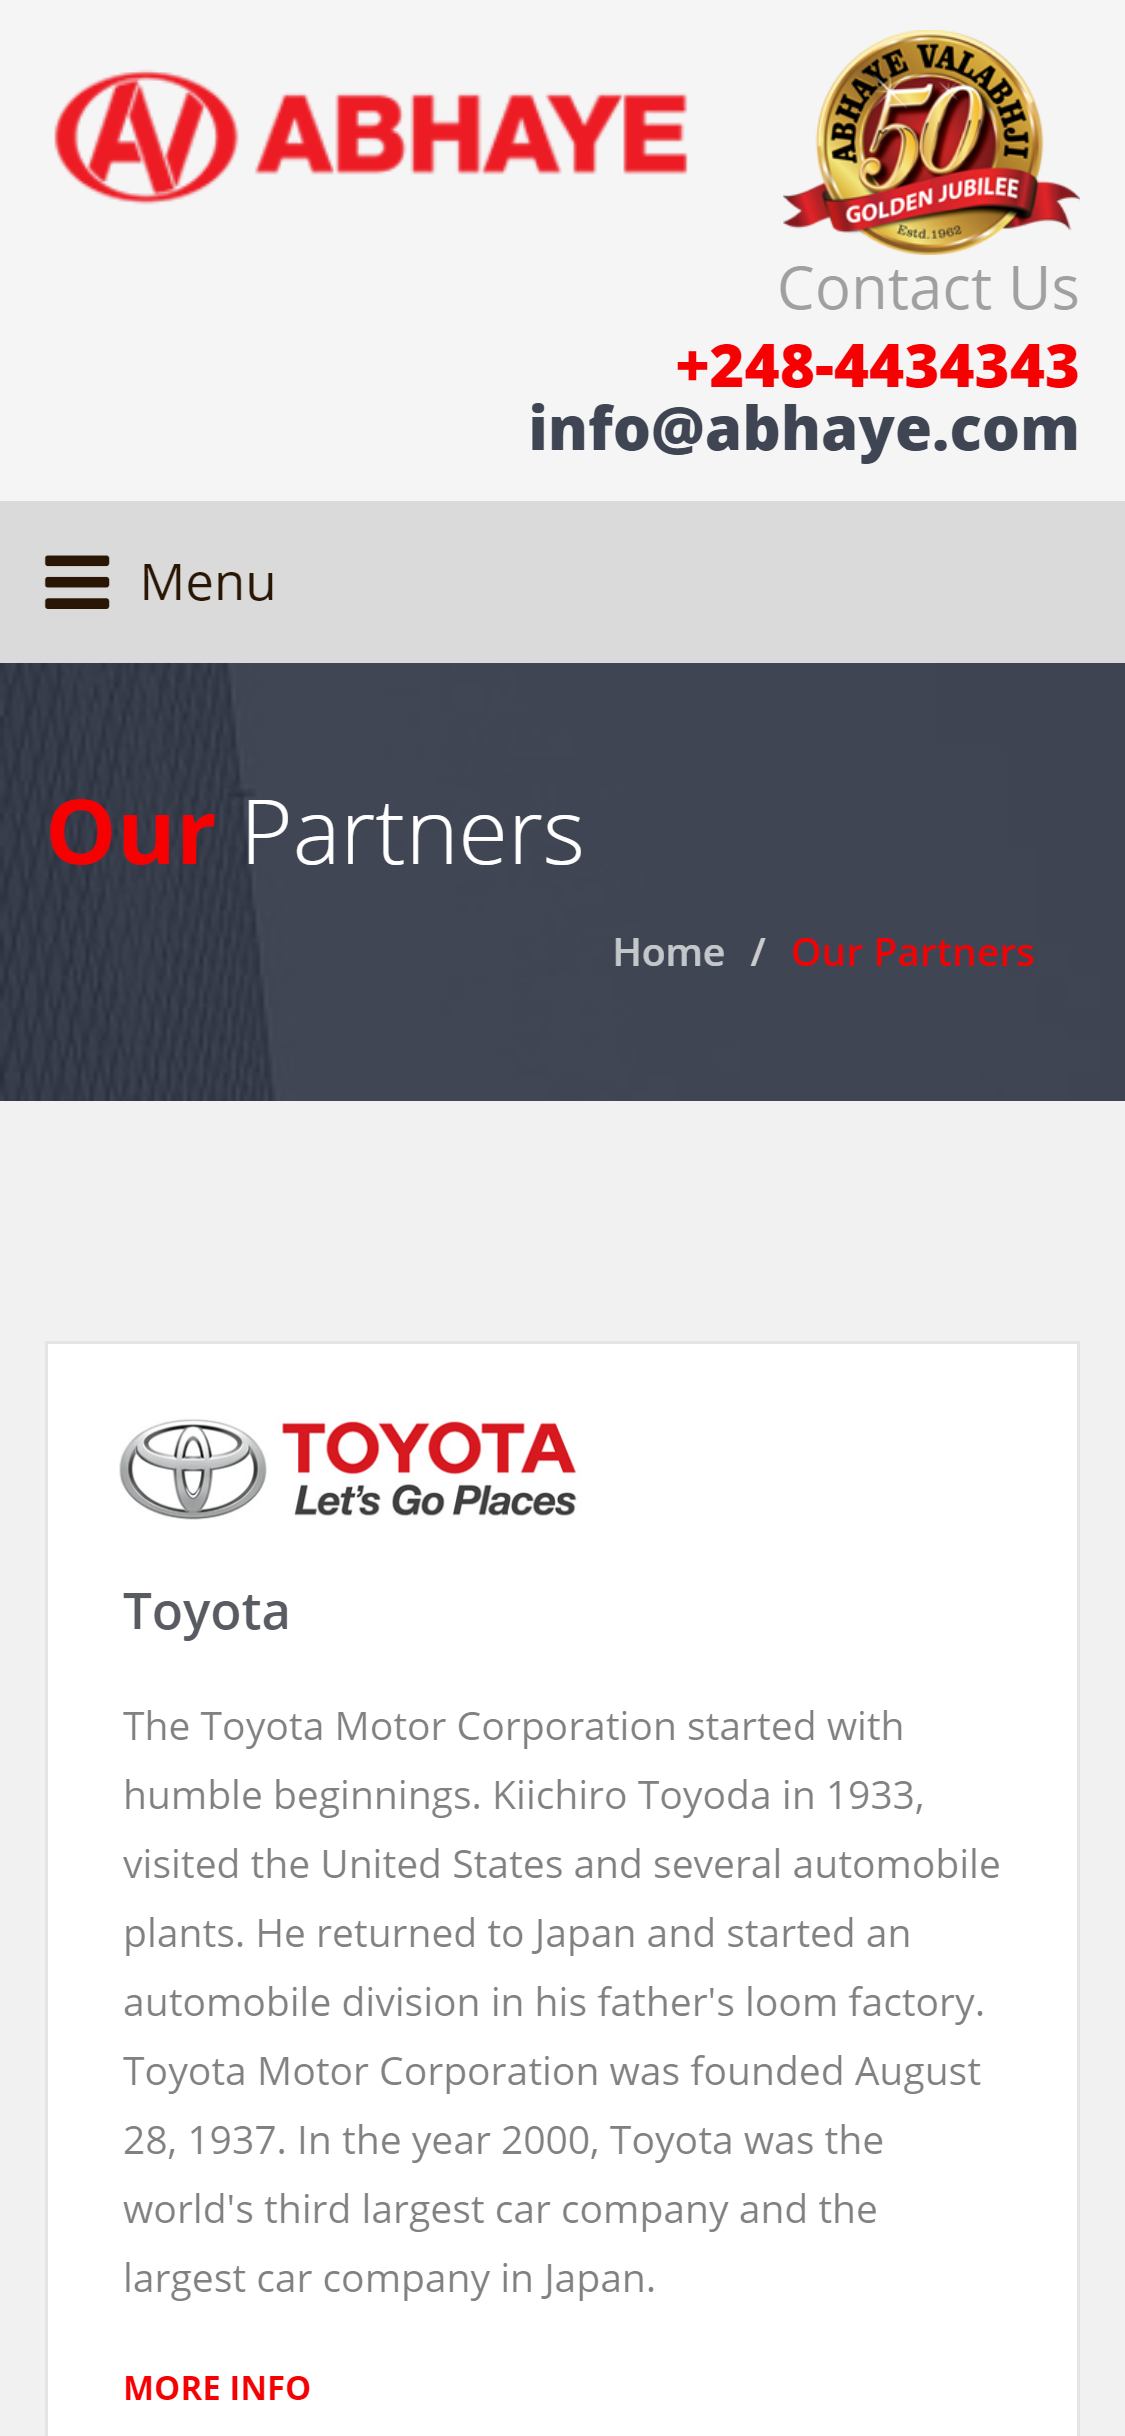 AV ABHAYE
ABHAYE VALABHJI
50
GOLDEN JUBILEE
Estd.1962
Contact Us
+248-4434343
info@abhaye.com
Menu
Our Partners
Home / Our Partners
TOYOTA
Let's Go Places
Toyota
The Toyota Motor Corporation started with
humble beginnings. Kiichiro Toyoda in 1933,
visited the United States and several automobile
plants. He returned to Japan and started an
automobile division in his father's loom factory.
Toyota Motor Corporation was founded August
28, 1937. In the year 2000, Toyota was the
world's third largest car company and the
largest car company in Japan.
MORE INFO